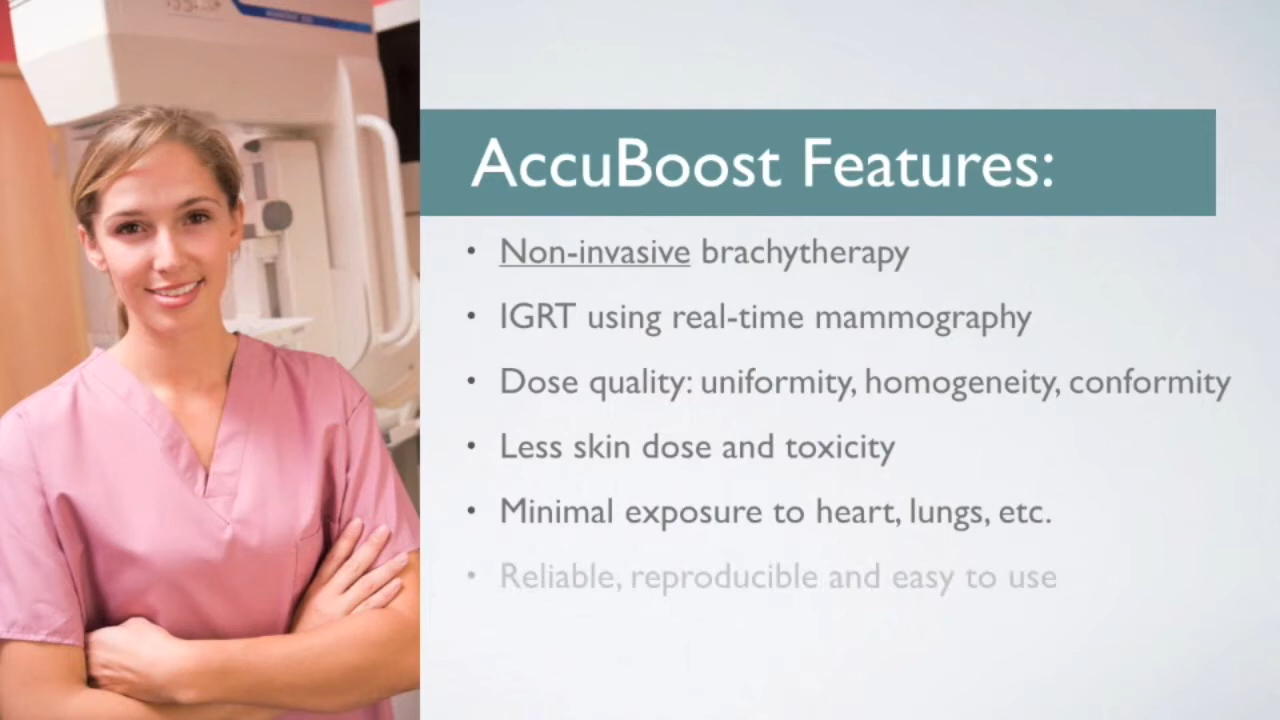 AccuBoost Features:
• Non-invasive brachytherapy
• IGRT using real-time mammography
• Dose quality: uniformity, homogeneity, conformity
• Less skin dose and toxicity
• Minimal exposure to heart, lungs, etc.
• Reliable, reproducible and easy to use